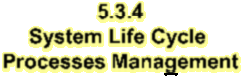 5.3.4
System Life Cycle
Processes Management